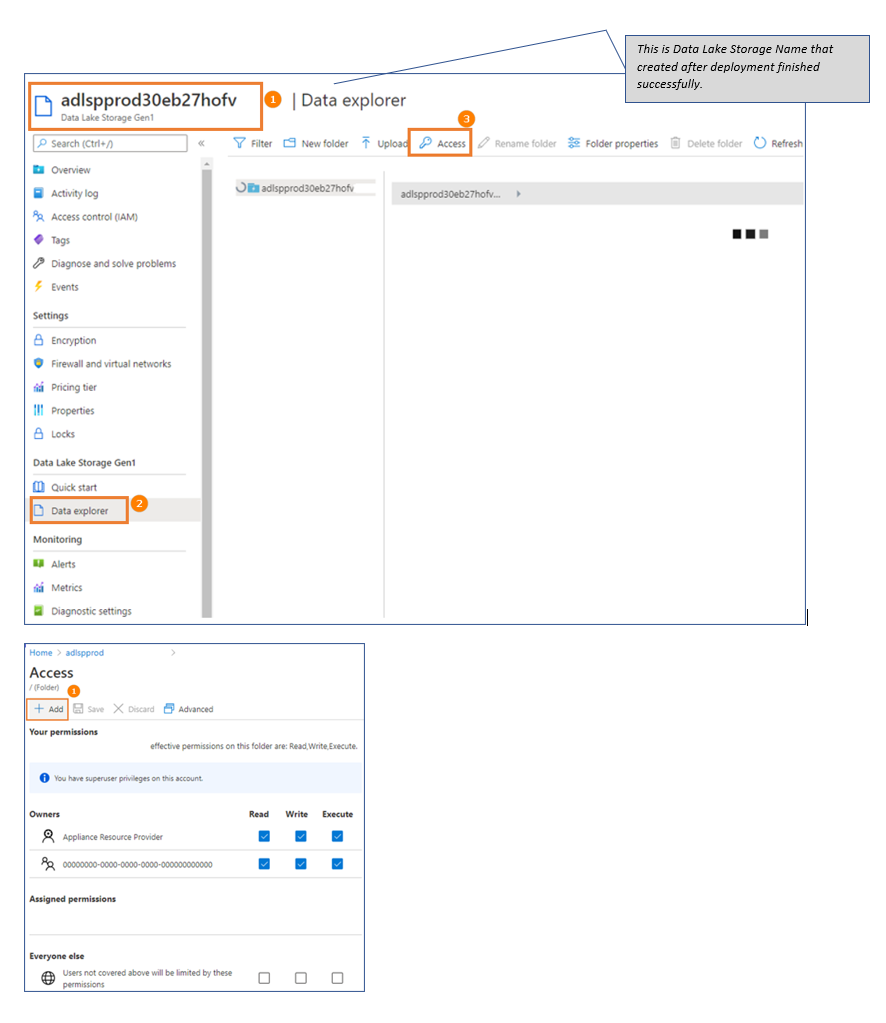 This is Data Lake Storage Name that
created after deployment finished
successfully.
adlspprod30eb27hofv
1
| Data explorer
Data Lake Storage Gen1
3
Search (Ctrl+/)
«
Filter
New folder
Upload
Access
Rename folder
Folder properties
Delete folder
Refresh
Overview
adlspprod30eb27hofv
adlspprod30eb27hofv...
Activity log
Access control (IAM)
Tags
Diagnose and solve problems
Events
Settings
Encryption
Firewall and virtual networks
Pricing tier
Properties
Locks
Data Lake Storage Gen1
Quick start
2
Data explorer
Monitoring
Alerts
Metrics
Diagnostic settings
Home > adlspprod >
Access
/ (Folder)
1
Add
Save
Discard
Advanced
Your permissions
effective permissions on this folder are: Read,Write,Execute.
You have superuser privileges on this account.
Owners Read Write Execute
Appliance Resource Provider
00000000-0000-0000-0000-000000000000
Assigned permissions
Everyone else
Users not covered above will be limited by these
permissions